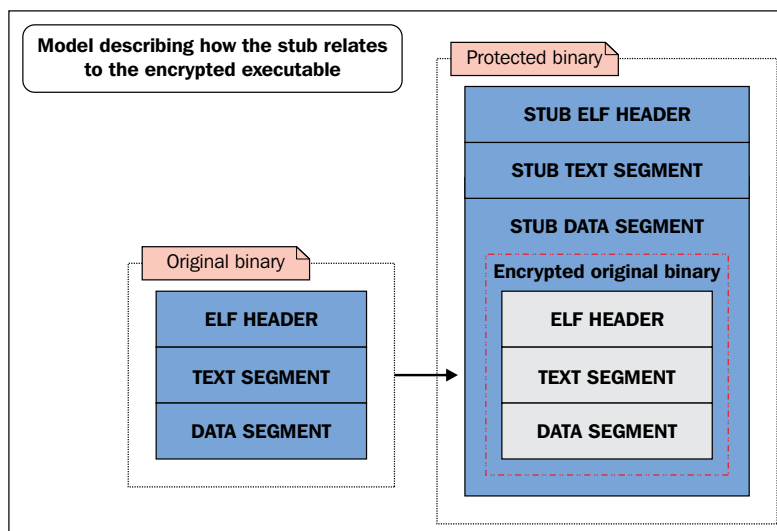 Model describing how the stub relates
to the encrypted executable
Protected binary
STUB ELF HEADER
STUB TEXT SEGMENT
STUB DATA SEGMENT
Encrypted original binary
ELF HEADER
TEXT SEGMENT
DATA SEGMENT
Original binary
ELF HEADER
TEXT SEGMENT
DATA SEGMENT